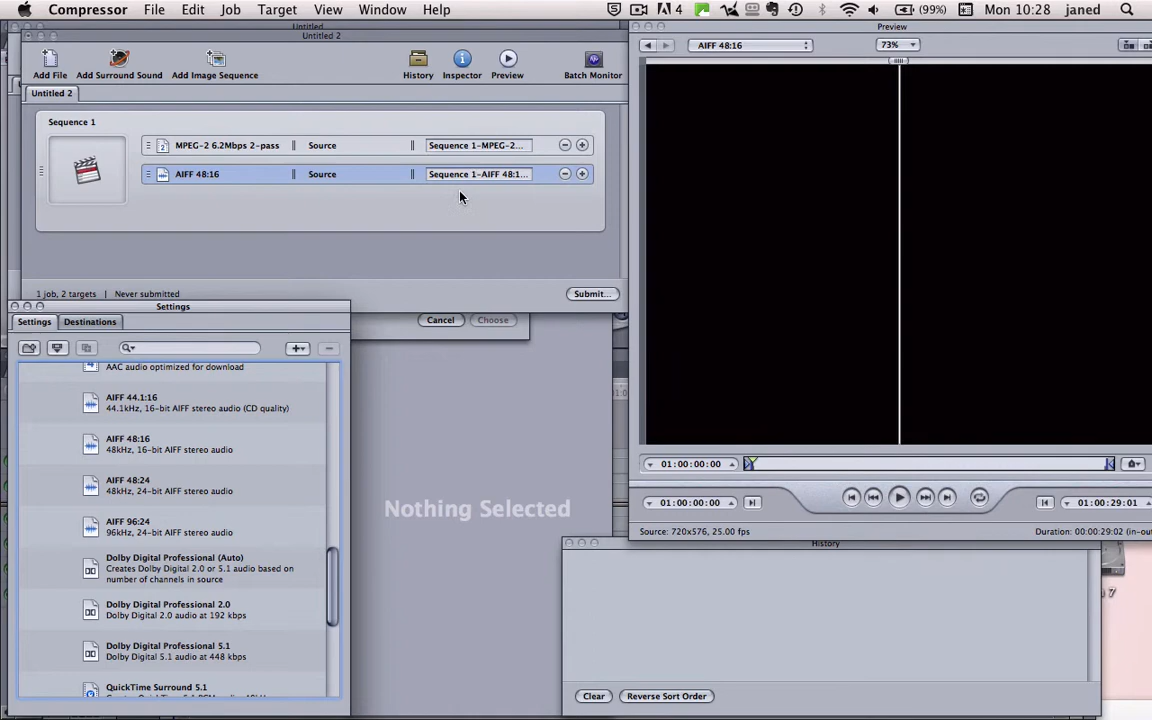 Compressor File Edit Job Target View Window Help
4 (99%) Mon 10:28 janed
Untitled
Untitled 2
Add File Add Surround Sound Add Image Sequence History Inspector Preview Batch Monitor
Untitled 2
Sequence 1
MPEG-2 6.2Mbps 2-pass Source Sequence 1-MPEG-2...
AIFF 48:16 Source Sequence 1-AIFF 48:1...
1 job, 2 targets Never submitted Submit...
Cancel Choose
Settings
Settings Destinations
AAC audio optimized for download
AIFF 44.1:16
44.1kHz, 16-bit AIFF stereo audio (CD quality)
AIFF 48:16
48kHz, 16-bit AIFF stereo audio
AIFF 48:24
48kHz, 24-bit AIFF stereo audio
AIFF 96:24
96kHz, 24-bit AIFF stereo audio
Dolby Digital Professional (Auto)
Creates Dolby Digital 2.0 or 5.1 audio based on
number of channels in source
Dolby Digital Professional 2.0
Dolby Digital 2.0 audio at 192 kbps
Dolby Digital Professional 5.1
Dolby Digital 5.1 audio at 448 kbps
QuickTime Surround 5.1
Nothing Selected
Preview
AIFF 48:16 73%
01:00:00:00
01:00:00:00 01:00:29:01
Source: 720x576, 25.00 fps Duration: 00:00:29:02 (in-out
History
Clear Reverse Sort Order